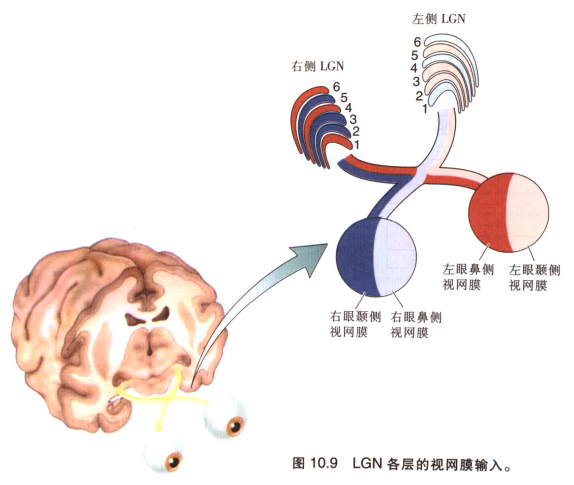 左侧 LGN
6
5
4
3
2
1
右侧 LGN
6
5
4
3
2
1
左眼鼻侧
视网膜
左眼颞侧
视网膜
右眼颞侧
视网膜
右眼鼻侧
视网膜
图 10.9 LGN 各层的视网膜输入。